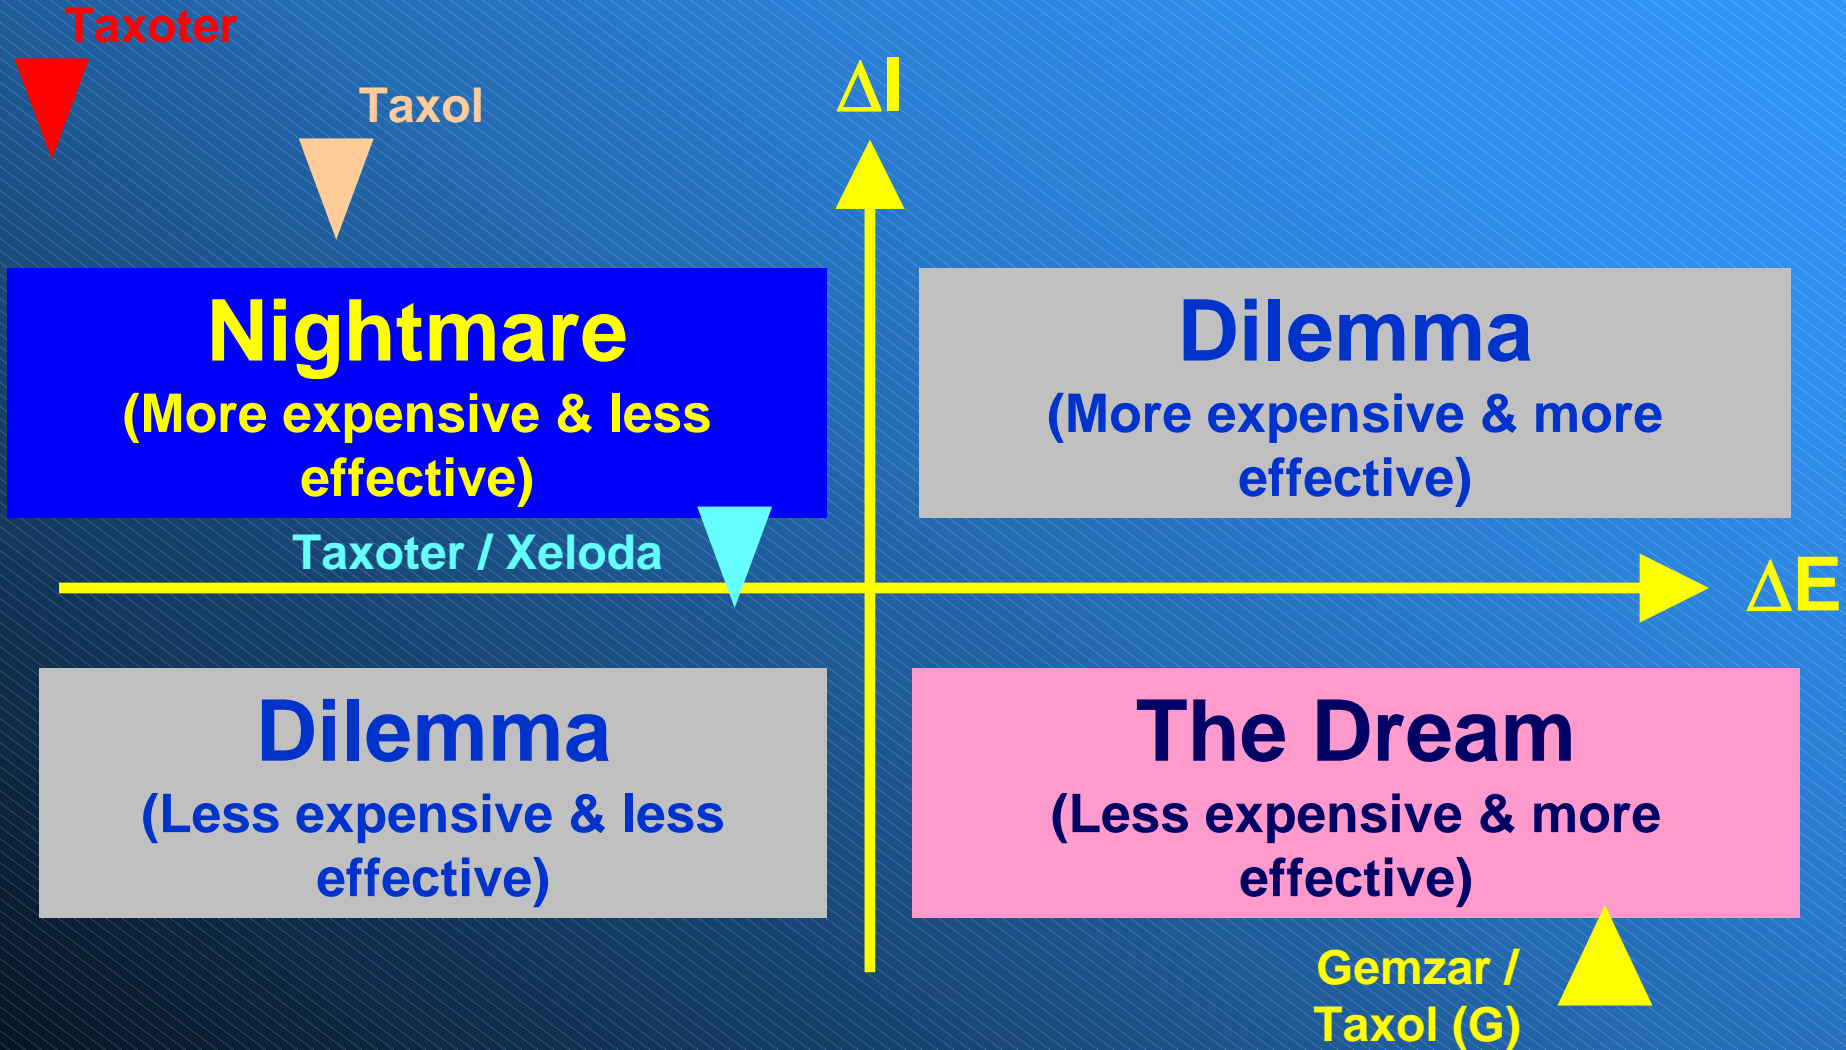 Taxoter
Taxol
ΔI
Nightmare
(More expensive & less
effective)
Dilemma
(More expensive & more
effective)
Taxoter / Xeloda
ΔE
Dilemma
(Less expensive & less
effective)
The Dream
(Less expensive & more
effective)
Gemzar /
Taxol (G)